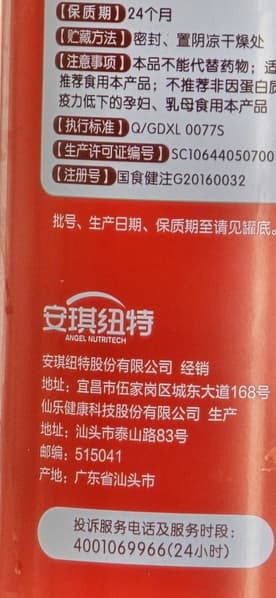 【保质期】24个月
【贮藏方法】密封、置阴凉干燥处
【注意事项】本品不能代替药物；适
推荐食用本产品；不推荐非因蛋白质
疫力低下的孕妇、乳母食用本产品
【执行标准】Q/GDXL 0077S
【生产许可证编号】SC1064405070
【注册号】国食健注G20160032
批号、生产日期、保质期至请见罐底。
安琪纽特
ANGEL NUTRITECH
安琪纽特股份有限公司 经销
地址：宜昌市伍家岗区城东大道168号
仙乐健康科技股份有限公司 生产
地址：汕头市泰山路83号
邮编：515041
产地：广东省汕头市
投诉服务电话及服务时段：
4001069966(24小时)